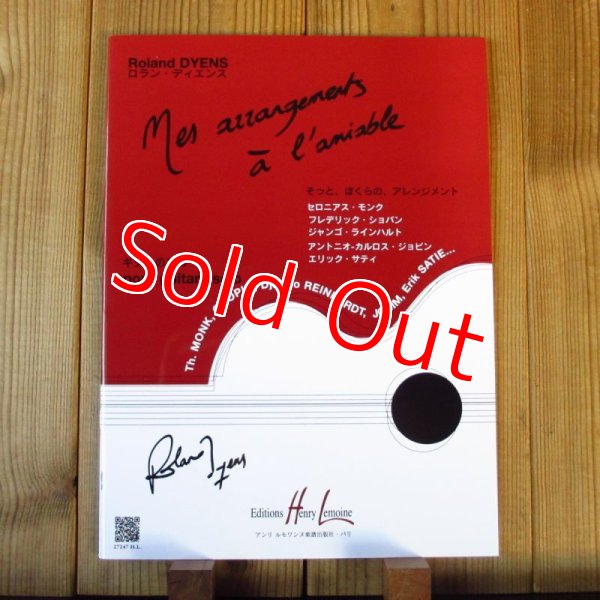 Roland DYENS
ロラン・ディエンス
Mes arrangements
à l'amiable
そっと、ぼくらの、アレンジメント
セロニアス・モンク
フレデリック・ショパン
ジャンゴ・ラインハルト
アントニオ-カルロス・ジョビン
エリック・サティ
Th. MONK, REINHARDT, Erik SATIE...
Sold Out
Roland Dyens
Editions Henry Lemoine
アンリ ルモワンヌ楽譜出版社・パリ
27247 H.L.